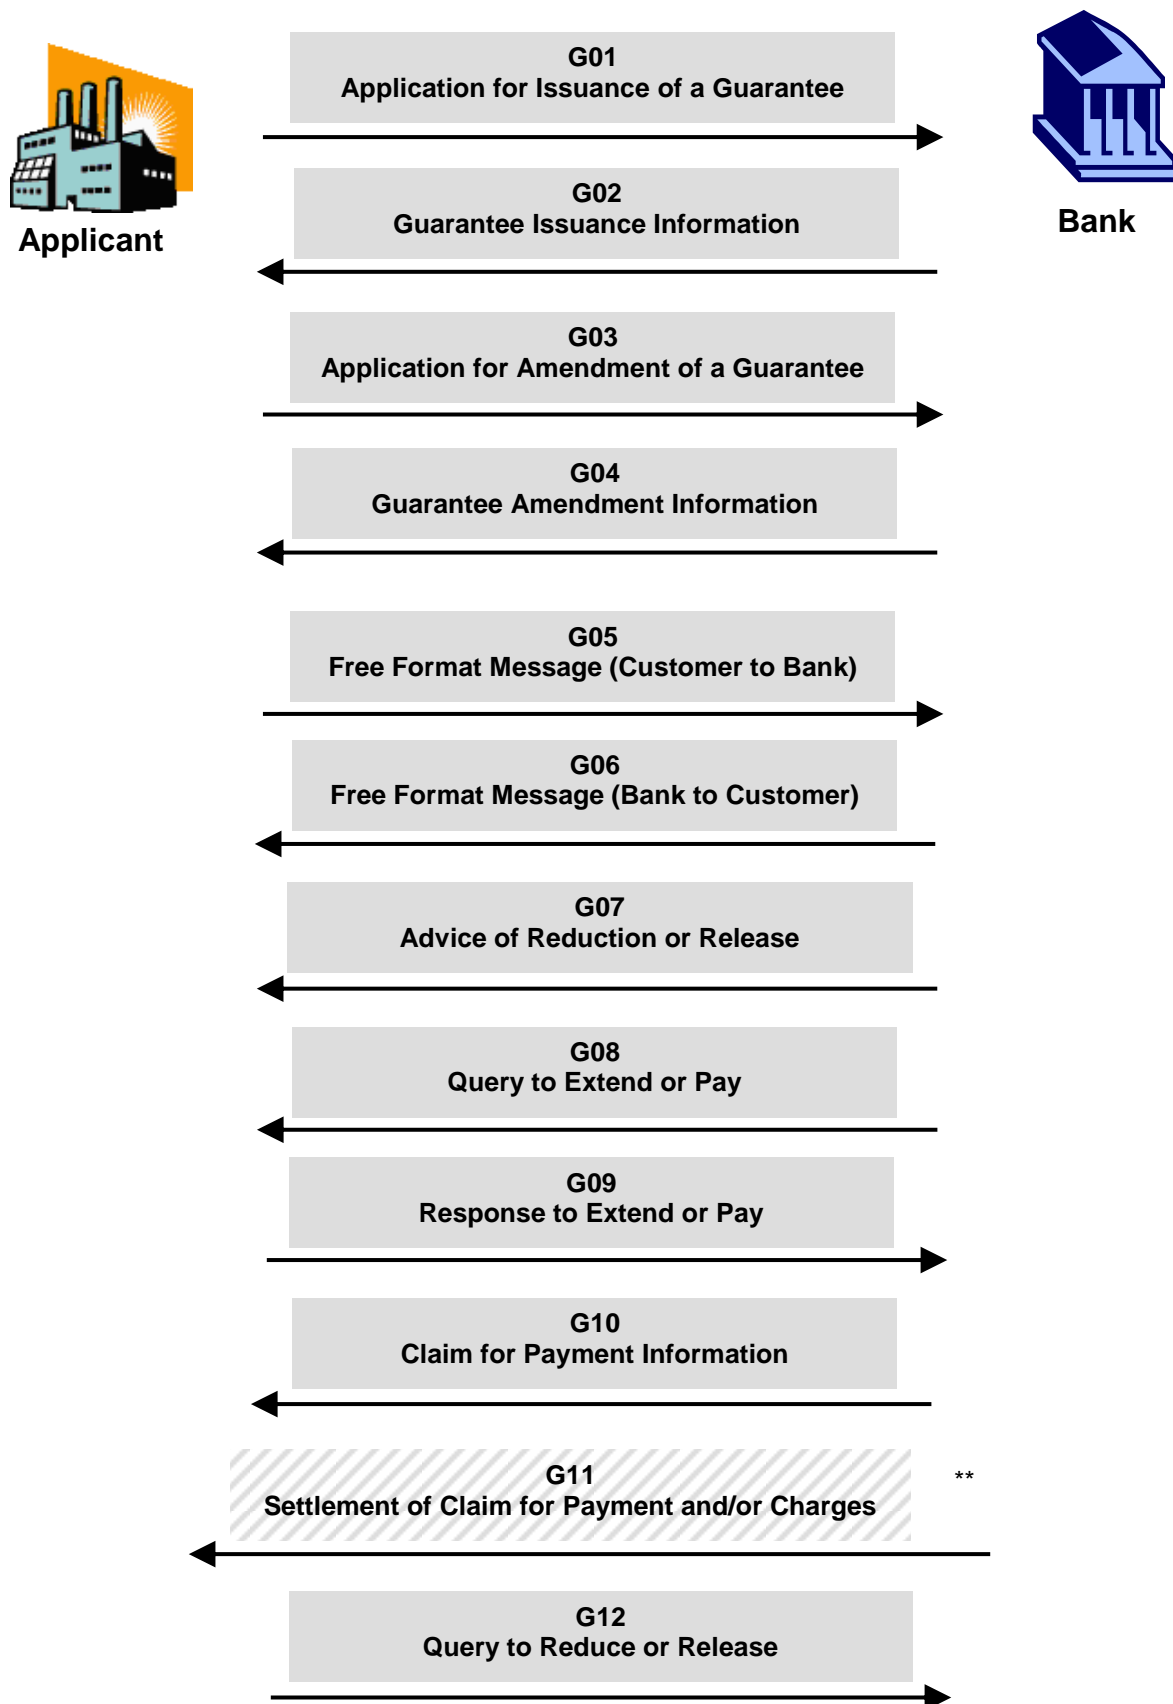 G01
Application for Issuance of a Guarantee
G02
Guarantee Issuance Information
Applicant
Bank
G03
Application for Amendment of a Guarantee
G04
Guarantee Amendment Information
G05
Free Format Message (Customer to Bank)
G06
Free Format Message (Bank to Customer)
G07
Advice of Reduction or Release
G08
Query to Extend or Pay
G09
Response to Extend or Pay
G10
Claim for Payment Information
G11
Settlement of Claim for Payment and/or Charges
**
G12
Query to Reduce or Release